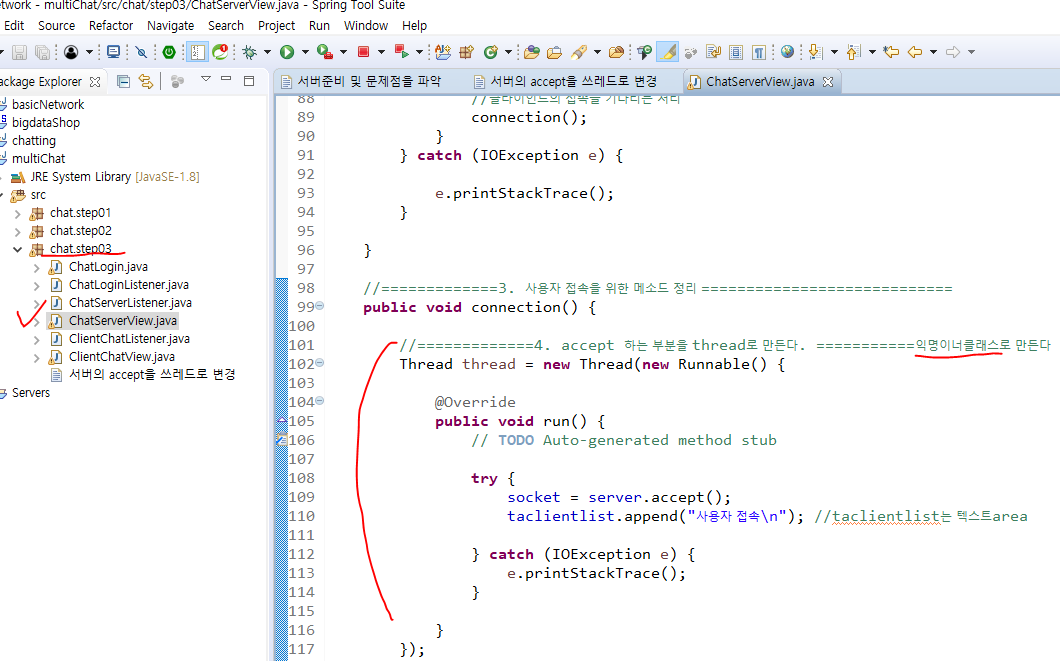 etwork - multiChat/src/chat/step03/ChatServerView.java - Spring Tool Suite
Edit Source Refactor Navigate Search Project Run Window Help
ackage Explorer
서버준비 및 문제점을 파악
서버의 accept을 쓰레드로 변경
ChatServerView.java
basicNetwork
bigdataShop
chatting
multiChat
JRE System Library [JavaSE-1.8]
src
chat.step01
chat.step02
chat.step03
ChatLogin.java
ChatLoginListener.java
ChatServerListener.java
ChatServerView.java
ClientChatListener.java
ClientChatView.java
서버의 accept을 쓰레드로 변경
Servers
88 //클라이언트의 접속을 기다리는 처리
89 connection();
90 }
91 } catch (IOException e) {
92
93 e.printStackTrace();
94 }
95
96 }
97
98 //=============3. 사용자 접속을 위한 메소드 정리 ============================
99 public void connection() {
100
101 //=============4. accept 하는 부분을 thread로 만든다. ===========익명이너클래스로 만든다
102 Thread thread = new Thread(new Runnable() {
103
104 @Override
105 public void run() {
106 // TODO Auto-generated method stub
107
108 try {
109 socket = server.accept();
110 taclientlist.append("사용자 접속\n"); //taclientlist는 텍스트area
111
112 } catch (IOException e) {
113 e.printStackTrace();
114 }
115
116 }
117 });